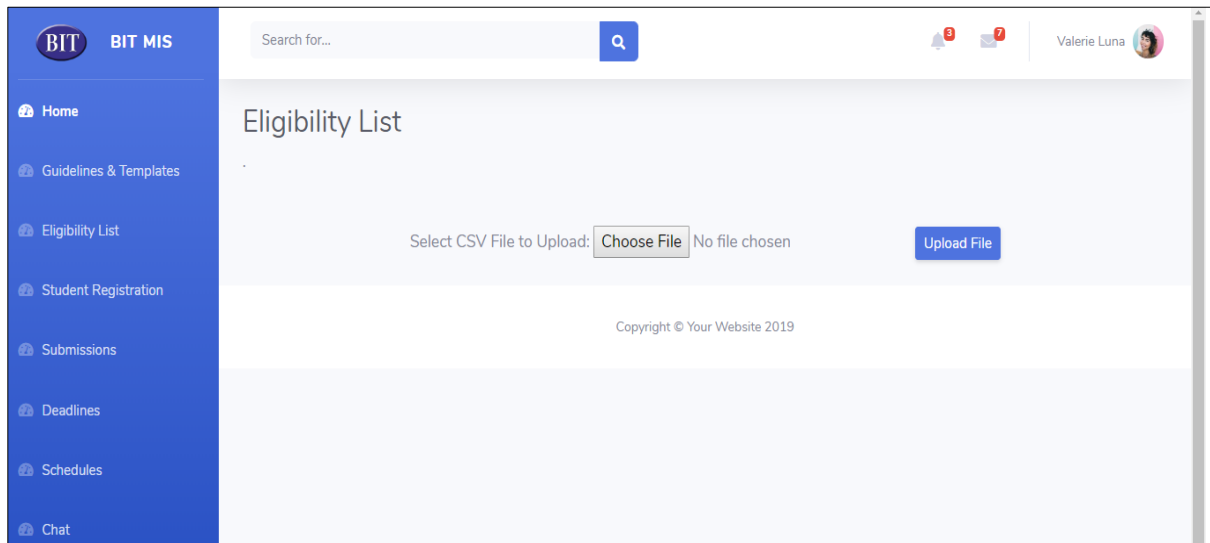 BIT BIT MIS
Search for...
3
7
Valerie Luna
Home
Guidelines & Templates
Eligibility List
Student Registration
Submissions
Deadlines
Schedules
Chat
Eligibility List
.
Select CSV File to Upload: Choose File No file chosen
Upload File
Copyright © Your Website 2019